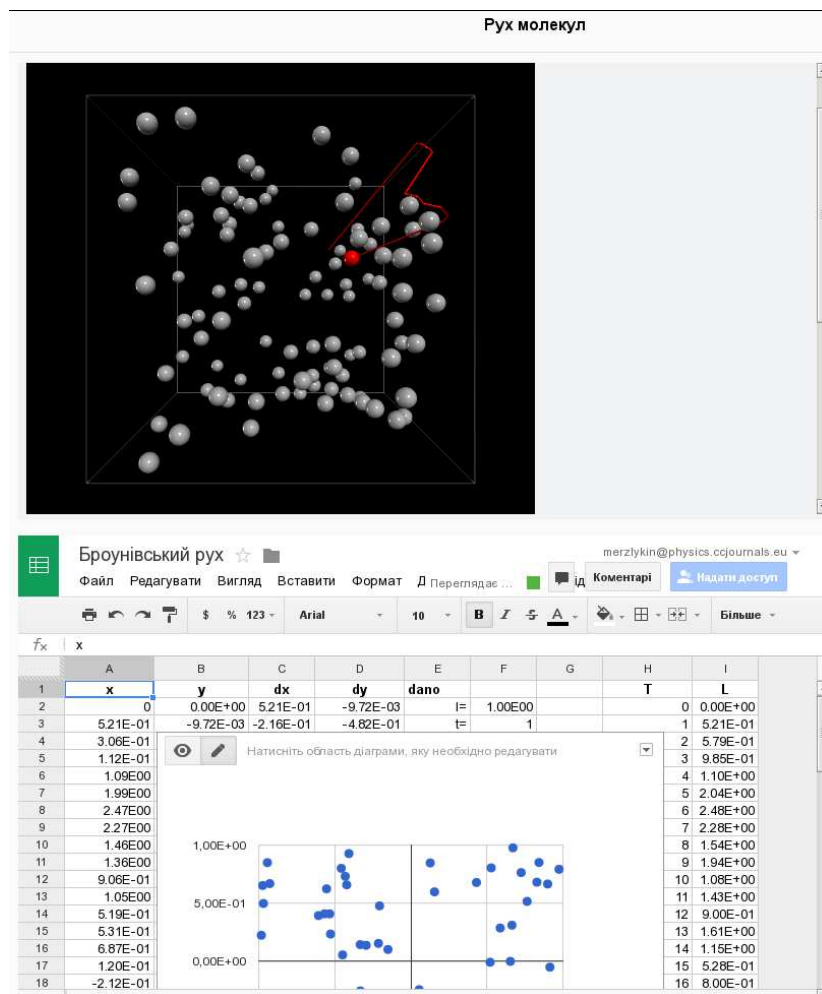 Рух молекул
Броунівський рух
merzlykin@physics.ccjournals.eu
Файл Редагувати Вигляд Вставити Формат Д Переглядає ... ід Коментарі Надати доступ
$ % 123 Arial 10 B I S A Більше
fx x
A B C D E F G H I
1 x y dx dy dano T L
2 0 0.00E+00 5.21E-01 -9.72E-03 l= 1.00E00 0 0.00E+00
3 5.21E-01 -9.72E-03 -2.16E-01 -4.82E-01 t= 1 1 5.21E-01
4 3.06E-01 2 5.79E-01
Натисніть область діаграми, яку необхідно редагувати
5 1.12E-01 3 9.85E-01
6 1.09E00 4 1.10E+00
7 1.99E00 5 2.04E+00
8 2.47E00 6 2.48E+00
9 2.27E00 7 2.28E+00
10 1.46E00 1,00E+00 8 1.54E+00
11 1.36E00 9 1.94E+00
12 9.06E-01 10 1.08E+00
13 1.05E00 5,00E-01 11 1.43E+00
14 5.19E-01 12 9.00E-01
15 5.31E-01 13 1.61E+00
16 6.87E-01 0,00E+00 14 1.15E+00
17 1.20E-01 15 5.28E-01
18 -2.12E-01 16 8.00E-01